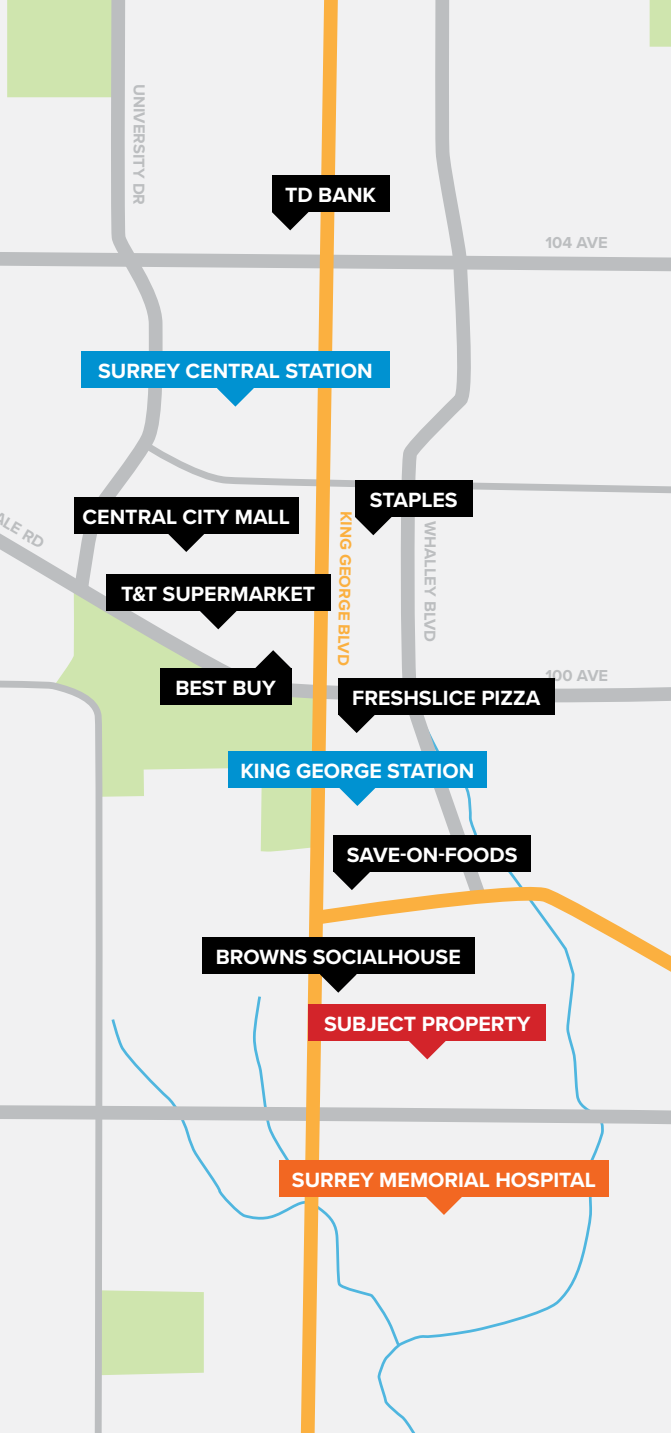 UNIVERSITY DR
TD BANK
104 AVE
SURREY CENTRAL STATION
STAPLES
CENTRAL CITY MALL
ALE RD
KING GEORGE BLVD
WHALLEY BLVD
T&T SUPERMARKET
100 AVE
BEST BUY
FRESHSLICE PIZZA
KING GEORGE STATION
SAVE-ON-FOODS
BROWNS SOCIALHOUSE
SUBJECT PROPERTY
SURREY MEMORIAL HOSPITAL